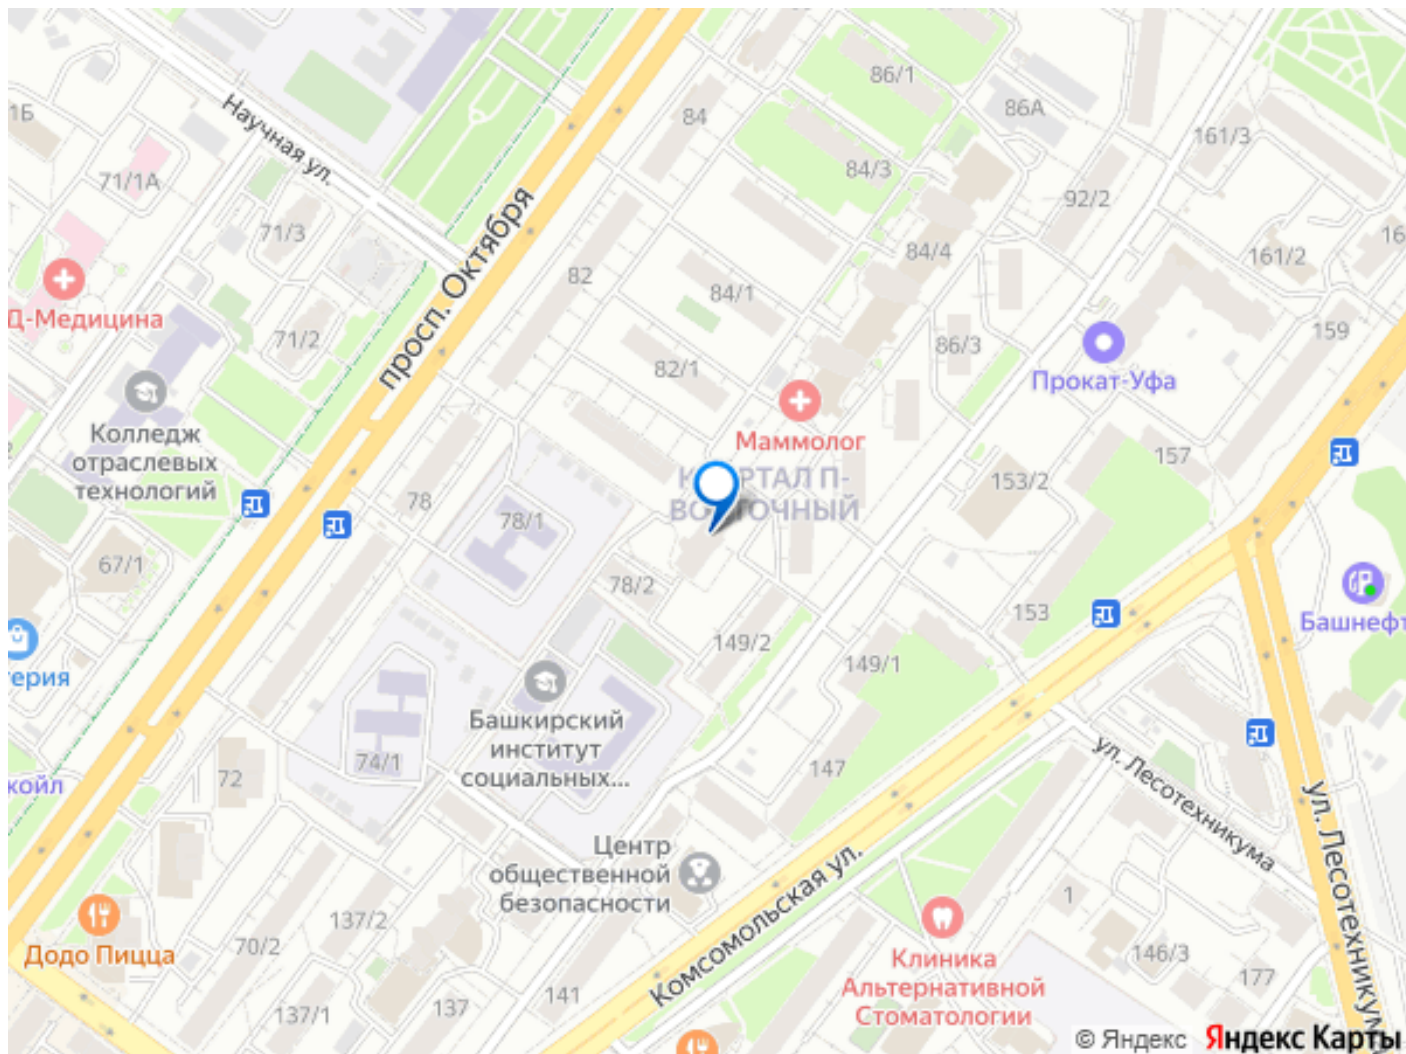 86/1
86А
84
1Б
Научная ул.
161/3
84/3
71/1А
92/2
просп. Октября
71/3
16
84/4
161/2
82
84/1
Д-Медицина
71/2
86/3
159
82/1
Прокат-Уфа
Колледж
отраслевых
технологий
Маммолог
157
153/2
78
78/1
67/1
78/2
153
Башнефт
149/2
149/1
ерия
Башкирский
институт
социальных...
74/1
72
147
ул. Лесотехникума
койл
ул. Лесотехникум
Центр
общественной
безопасности
Комсомольская ул.
1
137/2
70/2
Додо Пицца
Клиника
Альтернативной
Стоматологии
146/3
177
141
137
137/1
© Яндекс Яндекс Карты